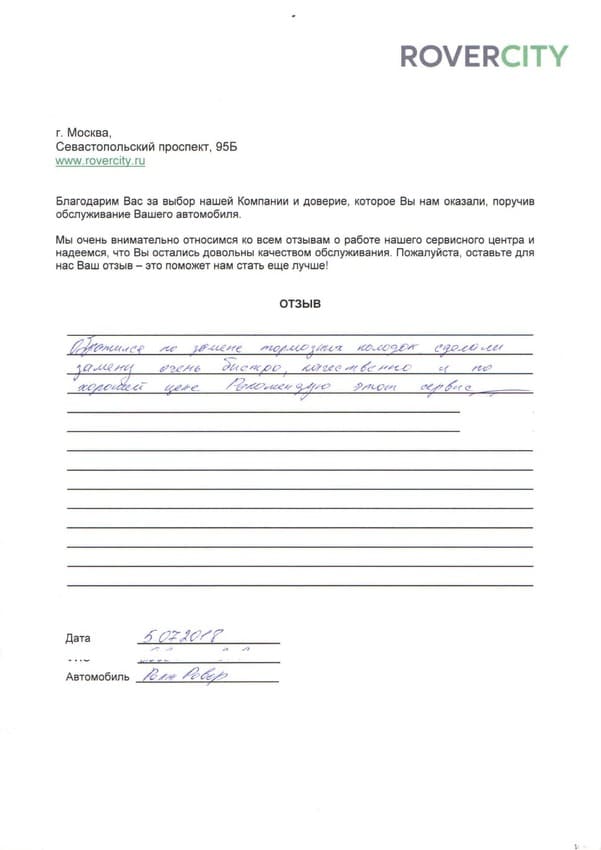 ROVERCITY
г. Москва,
Севастопольский проспект, 95Б
www.rovercity.ru
Благодарим Вас за выбор нашей Компании и доверие, которое Вы нам оказали, поручив
обслуживание Вашего автомобиля.
Мы очень внимательно относимся ко всем отзывам о работе нашего сервисного центра и
надеемся, что Вы остались довольны качеством обслуживания. Пожалуйста, оставьте для
нас Ваш отзыв – это поможет нам стать еще лучше!
ОТЗЫВ
Обратился по замене тормозных колодок сделали
замену очень быстро, качественно и по
хорошей цене Рекомендую этот сервис
Дата 5.07.2018
Автомобиль Ровер